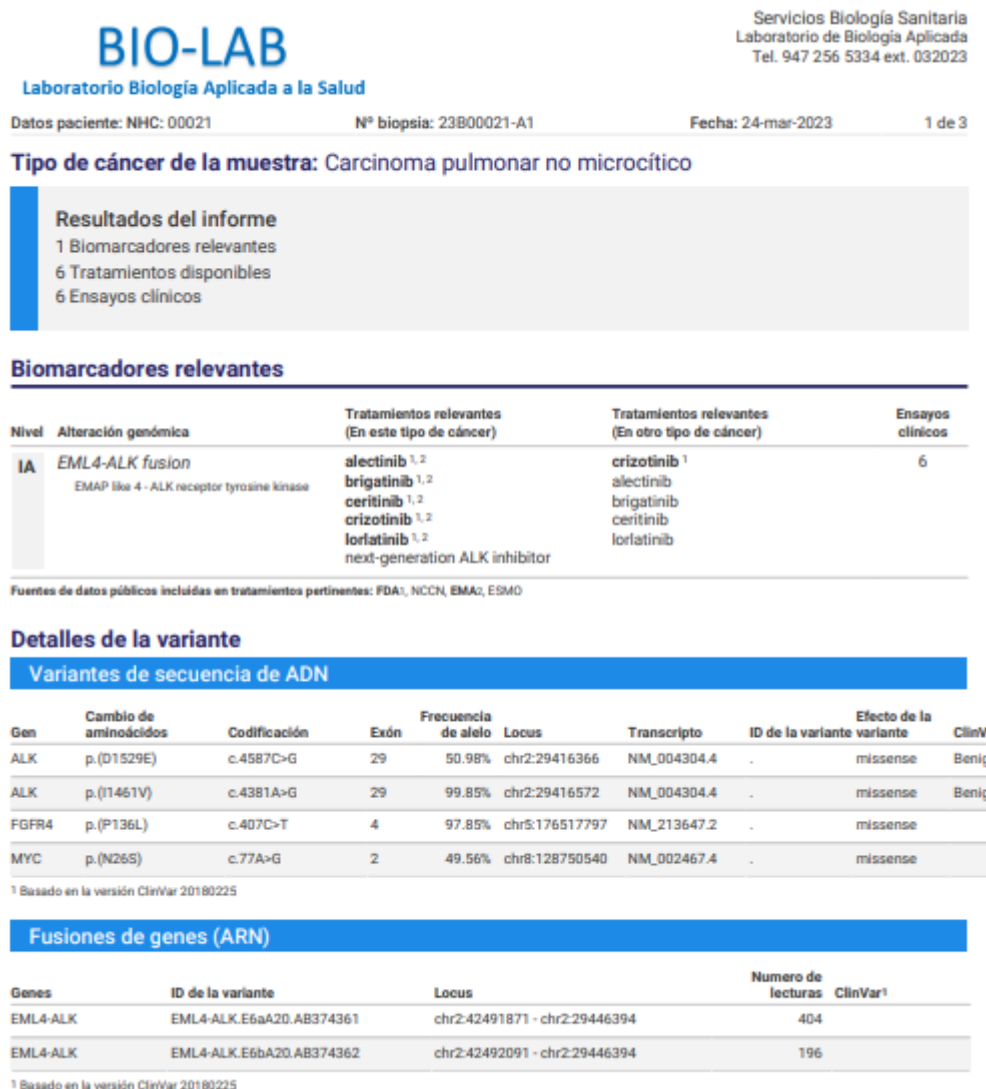 BIO-LAB
Laboratorio Biología Aplicada a la Salud
Servicios Biología Sanitaria
Laboratorio de Biología Aplicada
Tel. 947 256 5334 ext. 032023
Datos paciente: NHC: 00021 Nº biopsia: 23B00021-A1 Fecha: 24-mar-2023 1 de 3
Tipo de cáncer de la muestra: Carcinoma pulmonar no microcítico
Resultados del informe
1 Biomarcadores relevantes
6 Tratamientos disponibles
6 Ensayos clínicos
Biomarcadores relevantes
Nivel Alteración genómica Tratamientos relevantes (En este tipo de cáncer) Tratamientos relevantes (En otro tipo de cáncer) Ensayos clínicos
IA EML4-ALK fusion alectinib 1, 2 crizotinib 1 6
EMAP like 4 - ALK receptor tyrosine kinase brigatinib 1, 2 alectinib
ceritinib 1, 2 brigatinib
crizotinib 1, 2 ceritinib
lorlatinib 1, 2 lorlatinib
next-generation ALK inhibitor
Fuentes de datos públicos incluidas en tratamientos pertinentes: FDA1, NCCN, EMA2, ESMO
Detalles de la variante
Variantes de secuencia de ADN
Gen Cambio de aminoácidos Codificación Exón Frecuencia de alelo Locus Transcripto ID de la variante Efecto de la variante ClinV
ALK p.(D1529E) c.4587C>G 29 50.98% chr2:29416366 NM_004304.4 . missense Benig
ALK p.(I1461V) c.4381A>G 29 99.85% chr2:29416572 NM_004304.4 . missense Benig
FGFR4 p.(P136L) c.407C>T 4 97.85% chr5:176517797 NM_213647.2 . missense
MYC p.(N26S) c.77A>G 2 49.56% chr8:128750540 NM_002467.4 . missense
1 Basado en la versión ClinVar 20180225
Fusiones de genes (ARN)
Genes ID de la variante Locus Numero de lecturas ClinVar1
EML4-ALK EML4-ALK.E6aA20.AB374361 chr2:42491871 - chr2:29446394 404
EML4-ALK EML4-ALK.E6bA20.AB374362 chr2:42492091 - chr2:29446394 196
1 Basado en la versión ClinVar 20180225